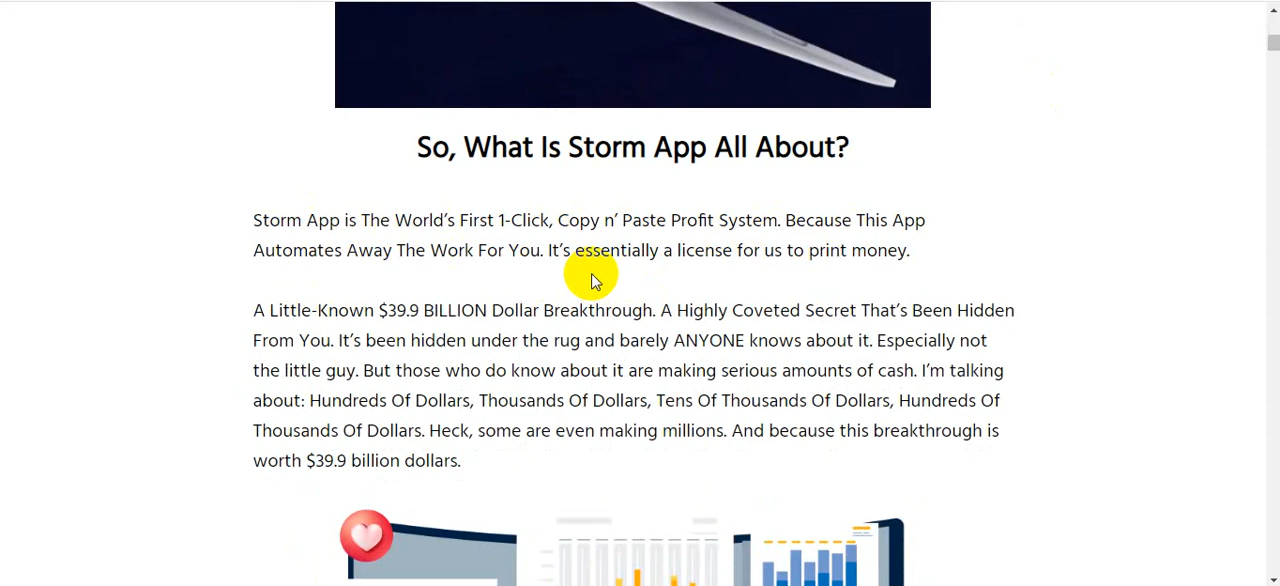 So, What Is Storm App All About?
Storm App is The World’s First 1-Click, Copy n’ Paste Profit System. Because This App
Automates Away The Work For You. It’s essentially a license for us to print money.
A Little-Known $39.9 BILLION Dollar Breakthrough. A Highly Coveted Secret That’s Been Hidden
From You. It’s been hidden under the rug and barely ANYONE knows about it. Especially not
the little guy. But those who do know about it are making serious amounts of cash. I’m talking
about: Hundreds Of Dollars, Thousands Of Dollars, Tens Of Thousands Of Dollars, Hundreds Of
Thousands Of Dollars. Heck, some are even making millions. And because this breakthrough is
worth $39.9 billion dollars.